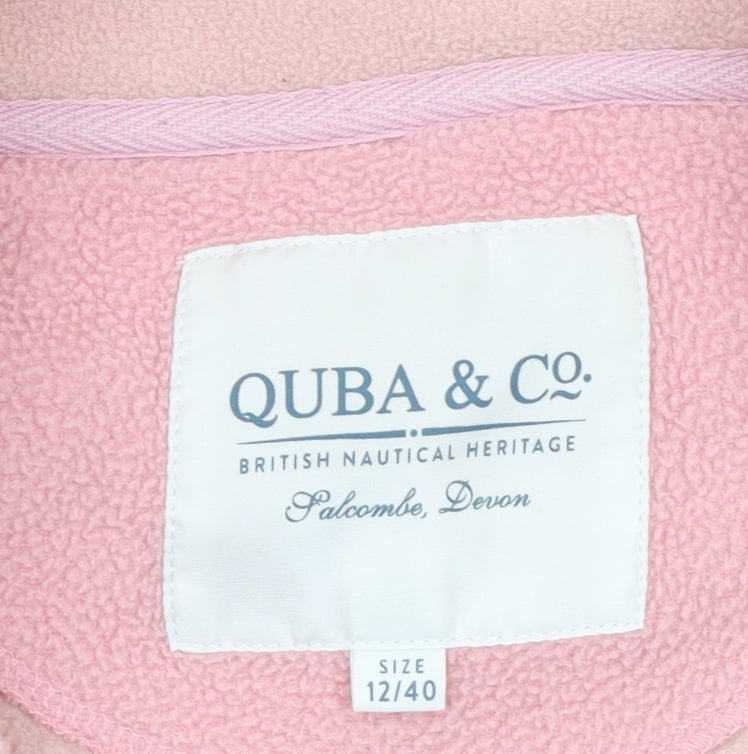 QUBA & Co.
BRITISH NAUTICAL HERITAGE
Salcombe, Devon
SIZE
12/40